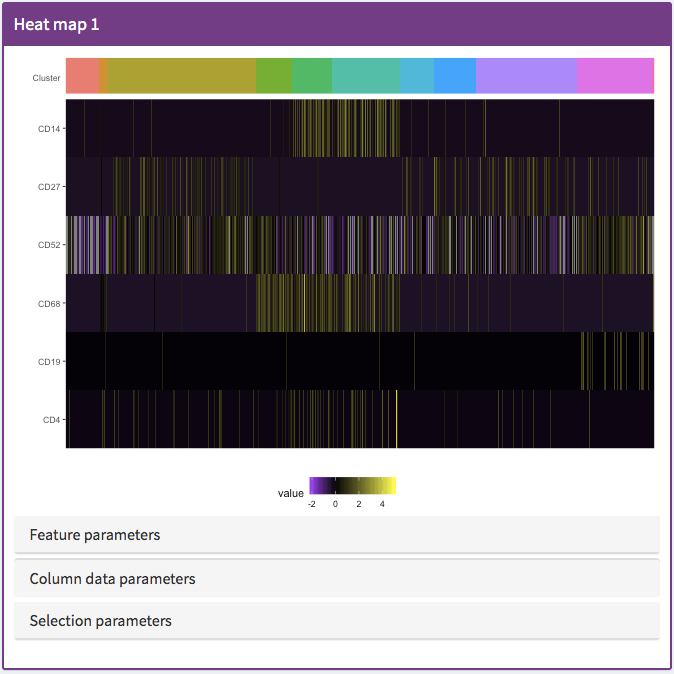 Heat map 1
Cluster
CD14
CD27
CD52
CD68
CD19
CD4
value
-2 0 2 4
Feature parameters
Column data parameters
Selection parameters